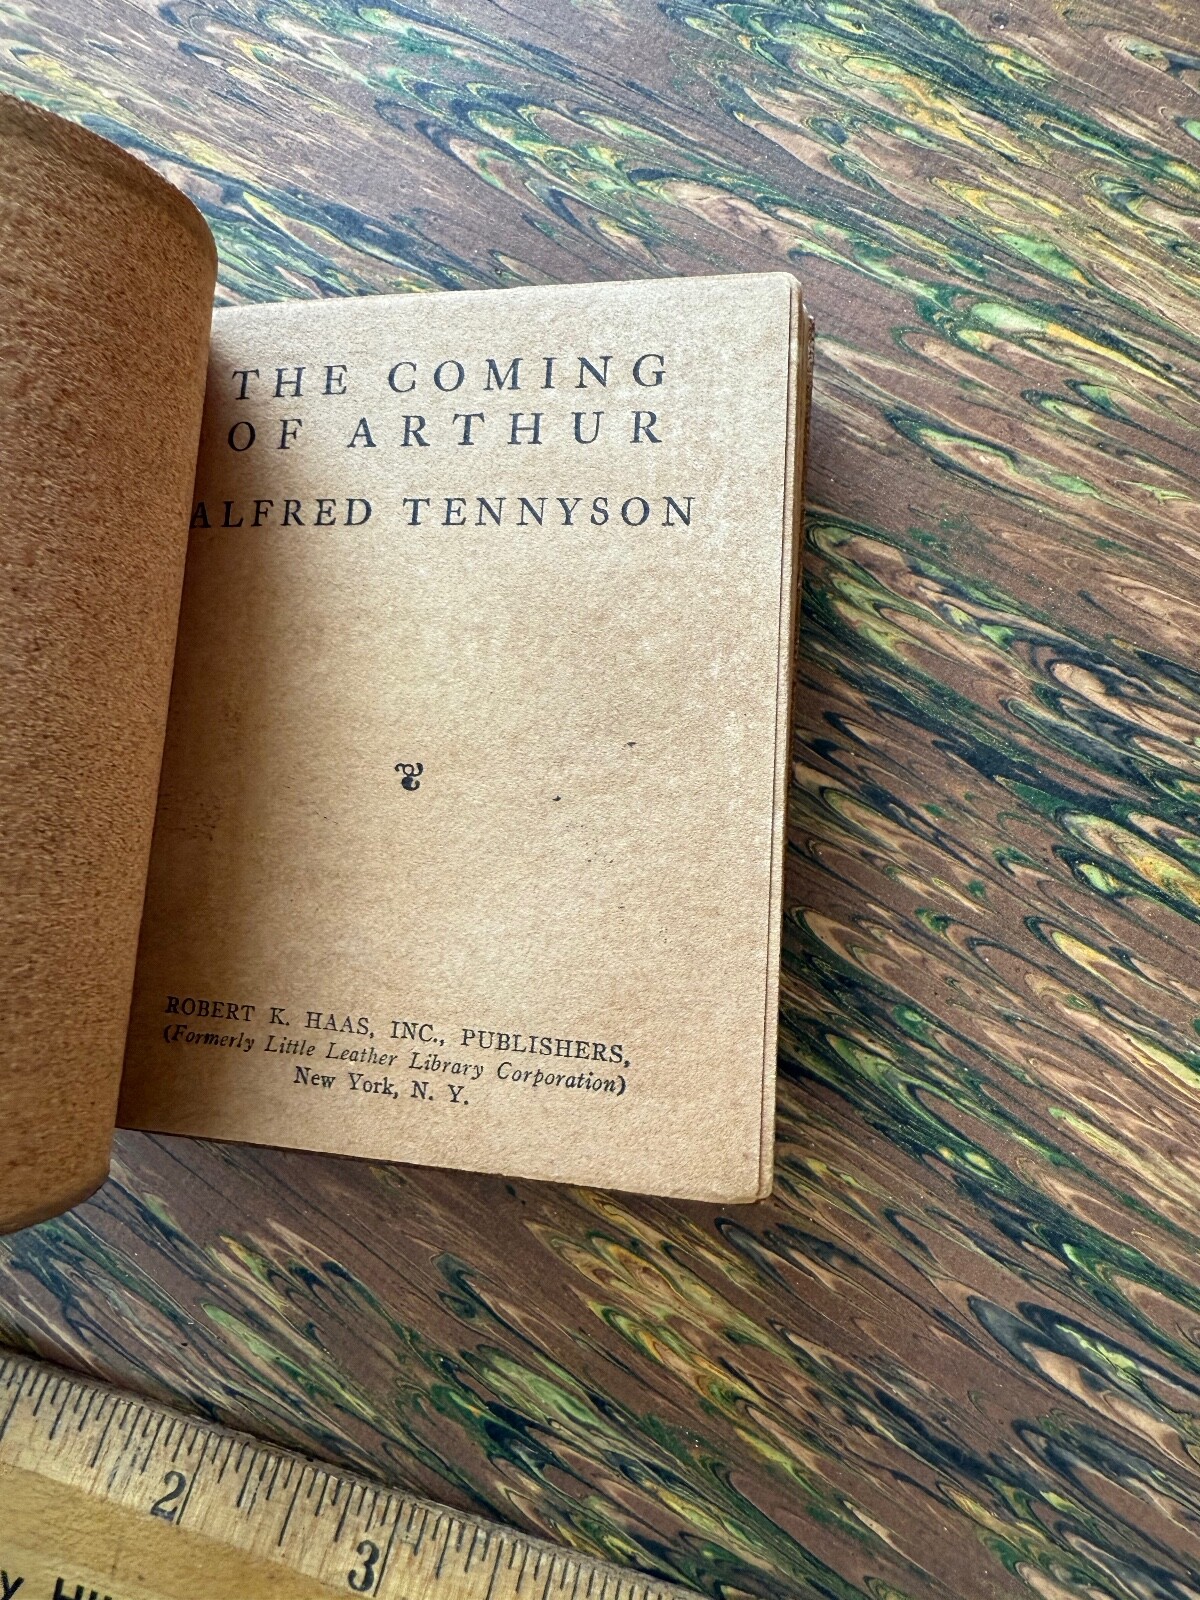 THE COMING
OF ARTHUR
ALFRED TENNYSON
ROBERT K. HAAS, INC., PUBLISHERS,
(Formerly Little Leather Library Corporation)
New York, N. Y.
2
3